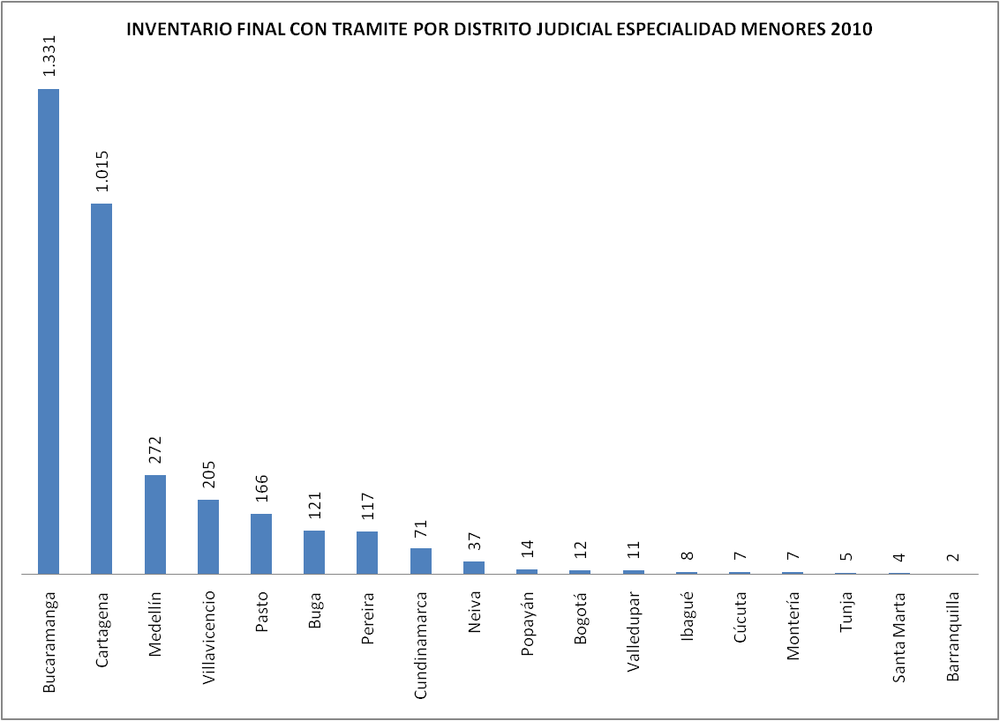 INVENTARIO FINAL CON TRAMITE POR DISTRITO JUDICIAL ESPECIALIDAD MENORES 2010
1.331
1.015
272
205
166
121
117
71
37
14
12
11
8
7
7
5
4
2
Bucaramanga
Cartagena
Medellín
Villavicencio
Pasto
Buga
Pereira
Cundinamarca
Neiva
Popayán
Bogotá
Valledupar
Ibagué
Cúcuta
Montería
Tunja
Santa Marta
Barranquilla